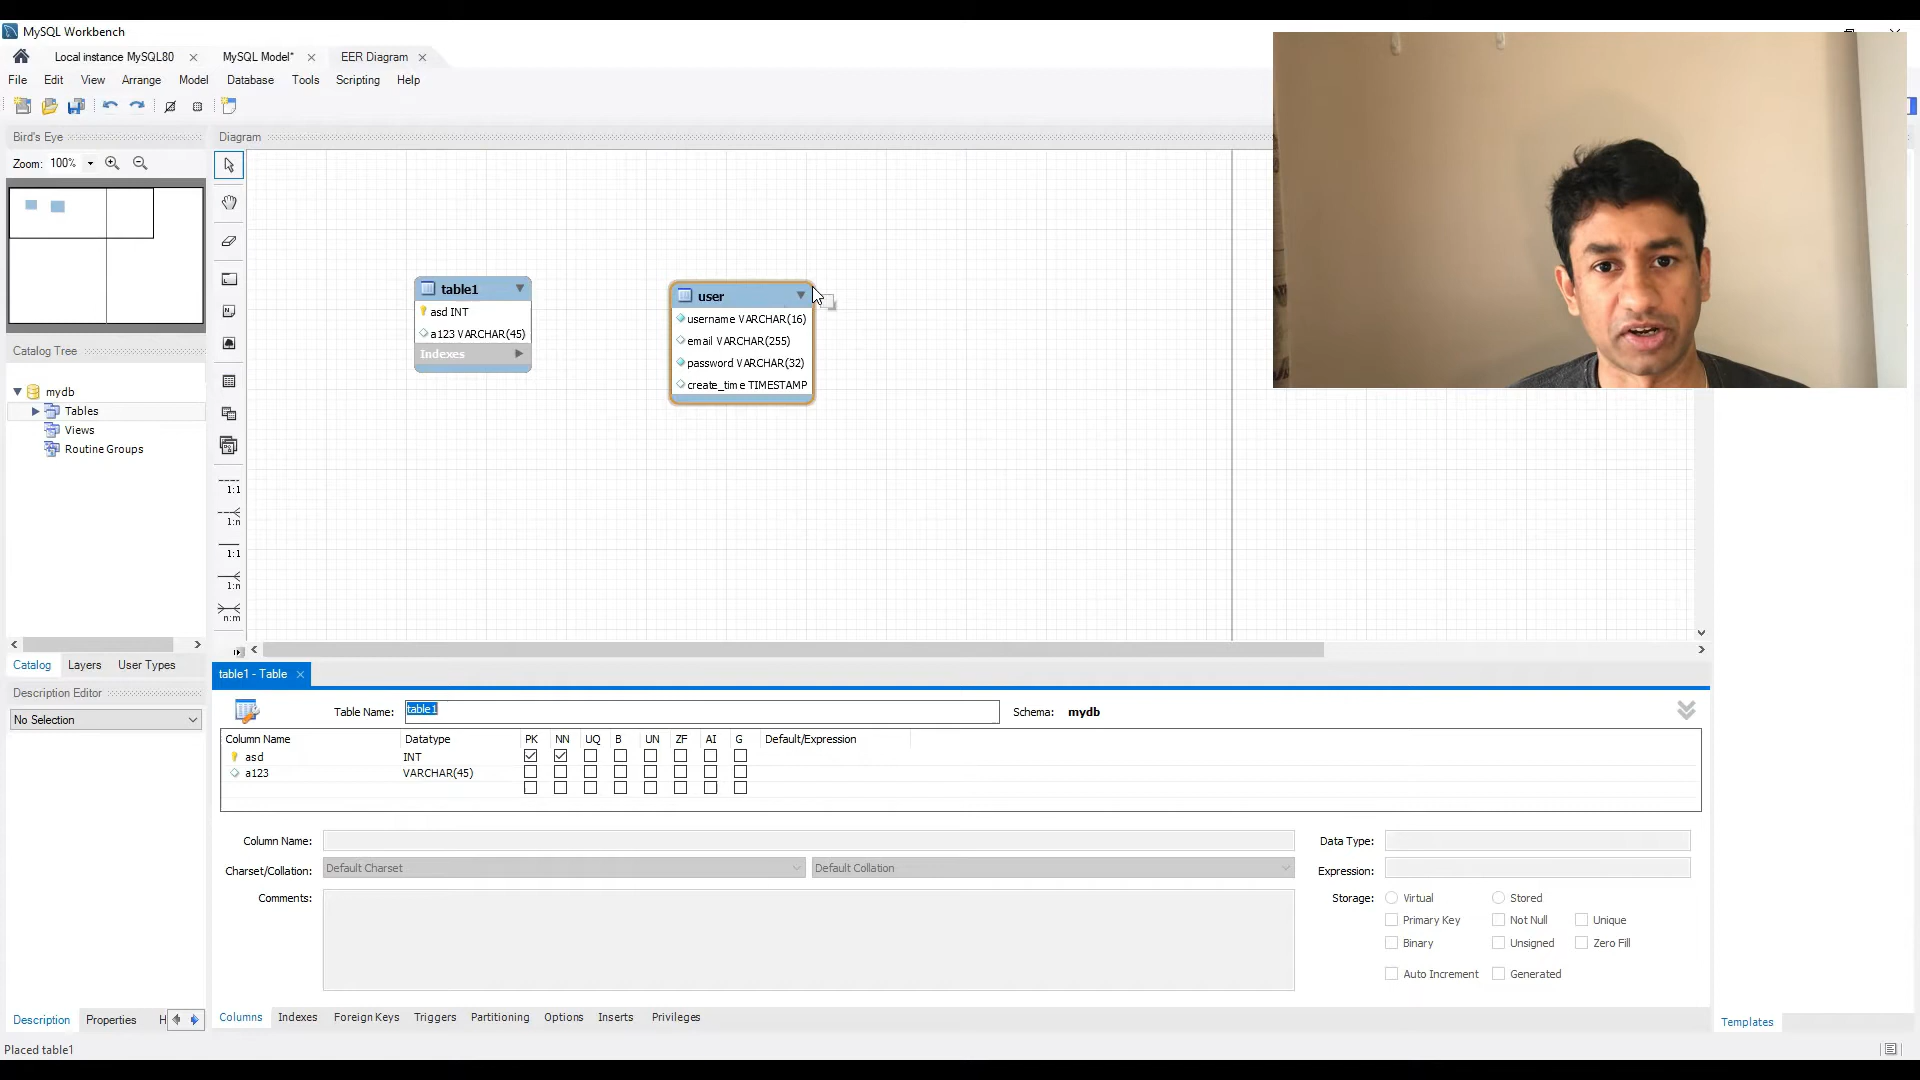 MySQL Workbench
Local instance MySQL80
MySQL Model*
EER Diagram
File Edit View Arrange Model Database Tools Scripting Help
Bird's Eye
Diagram
Zoom: 100%
table1
asd INT
a123 VARCHAR(45)
Indexes
user
username VARCHAR(16)
email VARCHAR(255)
password VARCHAR(32)
create_time TIMESTAMP
Catalog Tree
mydb
Tables
Views
Routine Groups
1:1
1:n
1:1
1:n
n:m
Catalog Layers User Types
Description Editor
No Selection
table1 - Table
Table Name: table1 Schema: mydb
Column Name Datatype PK NN UQ B UN ZF AI G Default/Expression
asd INT
a123 VARCHAR(45)
Column Name: Data Type:
Charset/Collation: Default Charset Default Collation Expression:
Comments: Storage: Virtual Stored
Primary Key Not Null Unique
Binary Unsigned Zero Fill
Auto Increment Generated
Description Properties H
Columns Indexes Foreign Keys Triggers Partitioning Options Inserts Privileges
Templates
Placed table1